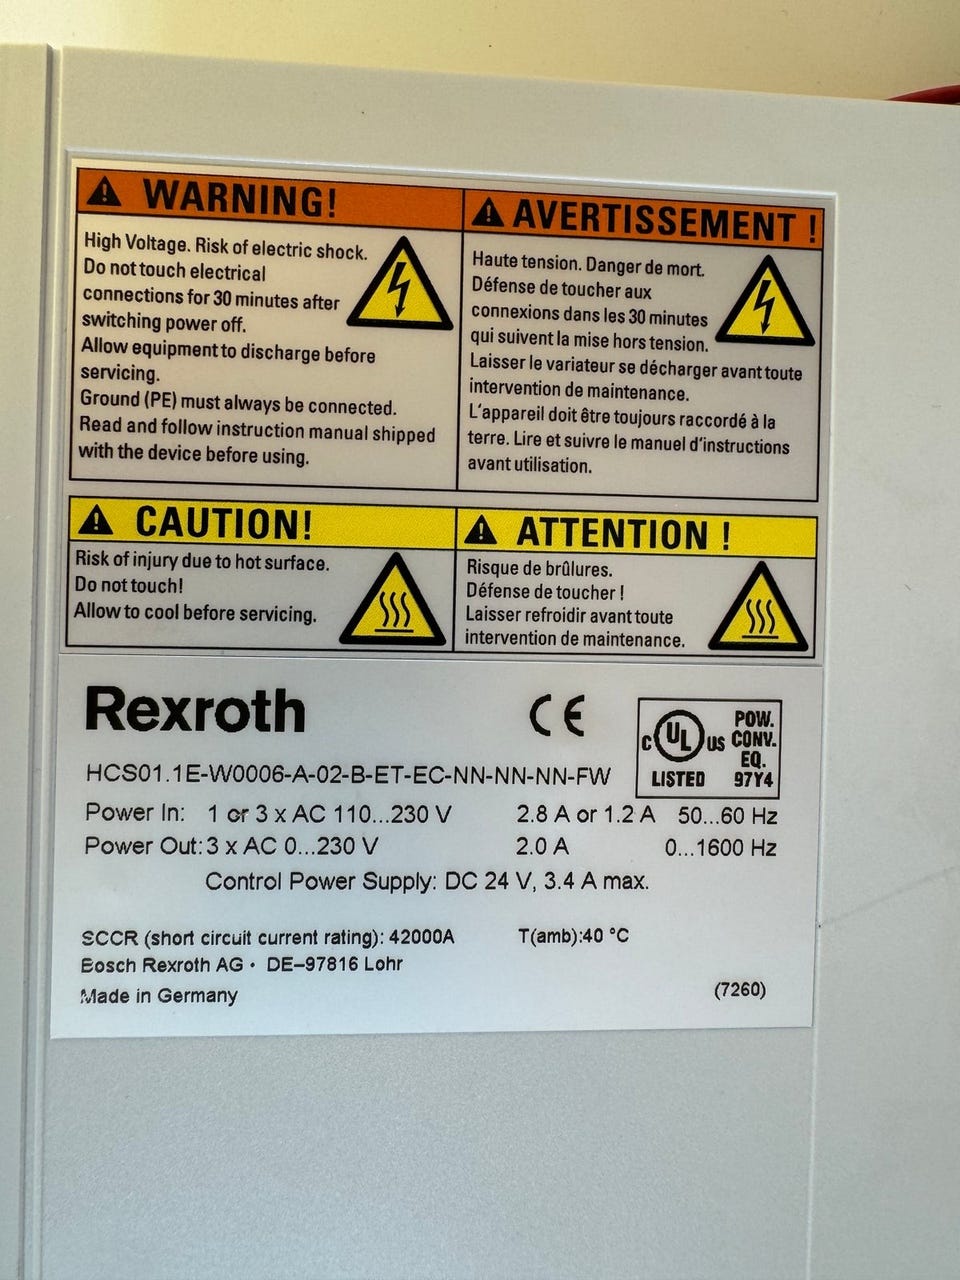 WARNING!
High Voltage. Risk of electric shock.
Do not touch electrical
connections for 30 minutes after
switching power off.
Allow equipment to discharge before
servicing.
Ground (PE) must always be connected.
Read and follow instruction manual shipped
with the device before using.
AVERTISSEMENT !
Haute tension. Danger de mort.
Défense de toucher aux
connexions dans les 30 minutes
qui suivent la mise hors tension.
Laisser le variateur se décharger avant toute
intervention de maintenance.
L'appareil doit être toujours raccordé à la
terre. Lire et suivre le manuel d'instructions
avant utilisation.
CAUTION!
Risk of injury due to hot surface.
Do not touch!
Allow to cool before servicing.
ATTENTION !
Risque de brûlures.
Défense de toucher !
Laisser refroidir avant toute
intervention de maintenance.
Rexroth
CE
C UL US LISTED
POW.
CONV.
EQ.
97Y4
HCS01.1E-W0006-A-02-B-ET-EC-NN-NN-NN-FW
Power In: 1 or 3 x AC 110...230 V 2.8 A or 1.2 A 50...60 Hz
Power Out: 3 x AC 0...230 V 2.0 A 0...1600 Hz
Control Power Supply: DC 24 V, 3.4 A max.
SCCR (short circuit current rating): 42000A T(amb):40 °C
Bosch Rexroth AG • DE–97816 Lohr
Made in Germany (7260)